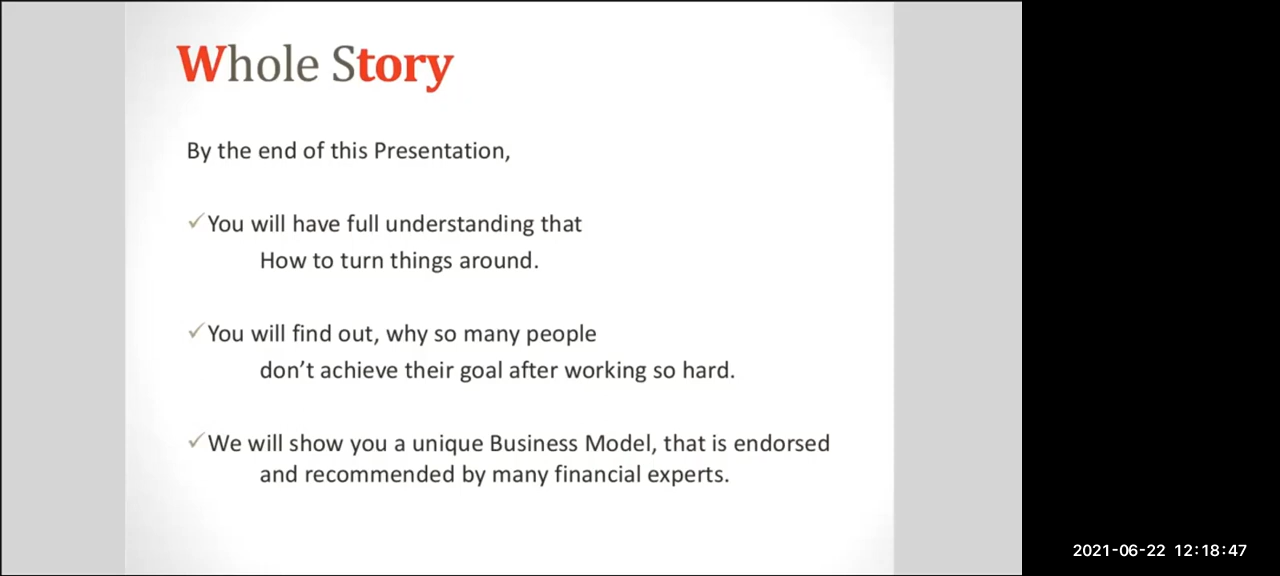 Whole Story
By the end of this Presentation,
✓You will have full understanding that
How to turn things around.
✓You will find out, why so many people
don’t achieve their goal after working so hard.
✓We will show you a unique Business Model, that is endorsed
and recommended by many financial experts.
2021-06-22 12:18:47